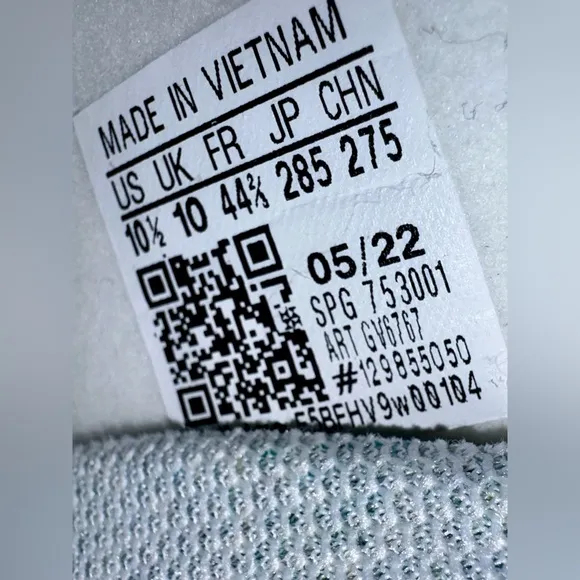 MADE IN VIETNAM
US UK FR JP CHN
10½ 10 44⅔ 285 275
05/22
SPG 753001
ART GV6767
#129855050